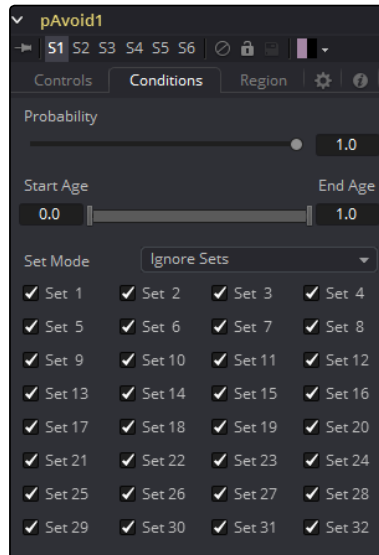 pAvoid1
S1 S2 S3 S4 S5 S6
Controls Conditions Region
Probability
1.0
Start Age End Age
0.0 1.0
Set Mode Ignore Sets
Set 1 Set 2 Set 3 Set 4
Set 5 Set 6 Set 7 Set 8
Set 9 Set 10 Set 11 Set 12
Set 13 Set 14 Set 15 Set 16
Set 17 Set 18 Set 19 Set 20
Set 21 Set 22 Set 23 Set 24
Set 25 Set 26 Set 27 Set 28
Set 29 Set 30 Set 31 Set 32